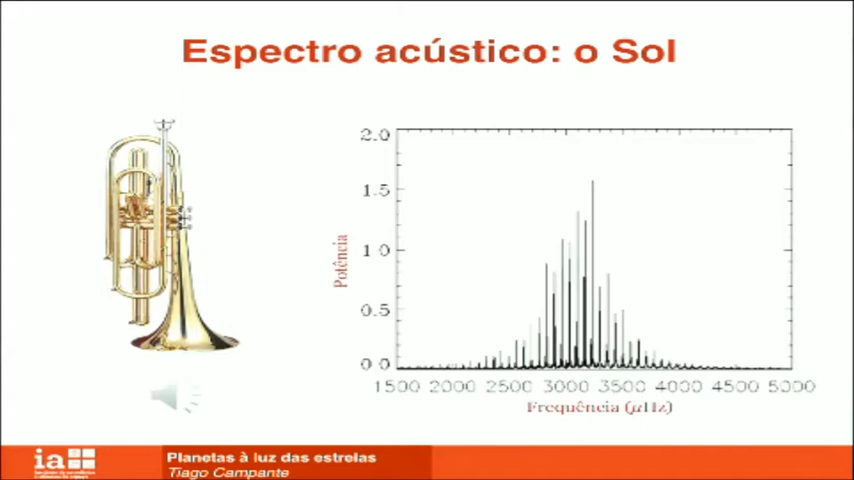 Espectro acústico: o Sol
2.0
1.5
1.0
0.5
0.0
Potência
1500 2000 2500 3000 3500 4000 4500 5000
Frequência (µHz)
ia
Planetas à luz das estrelas
Tiago Campante